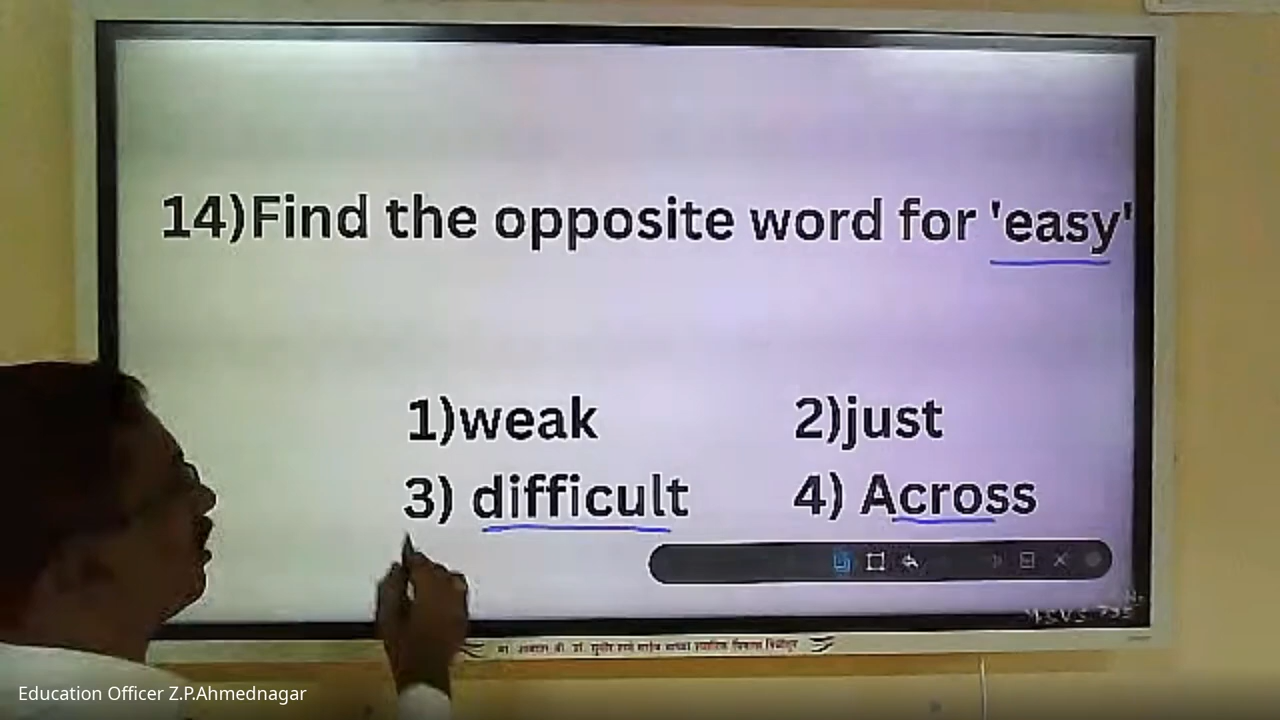 14)Find the opposite word for 'easy'
1)weak 2)just
3) difficult 4) Across
Education Officer Z.P.Ahmednagar